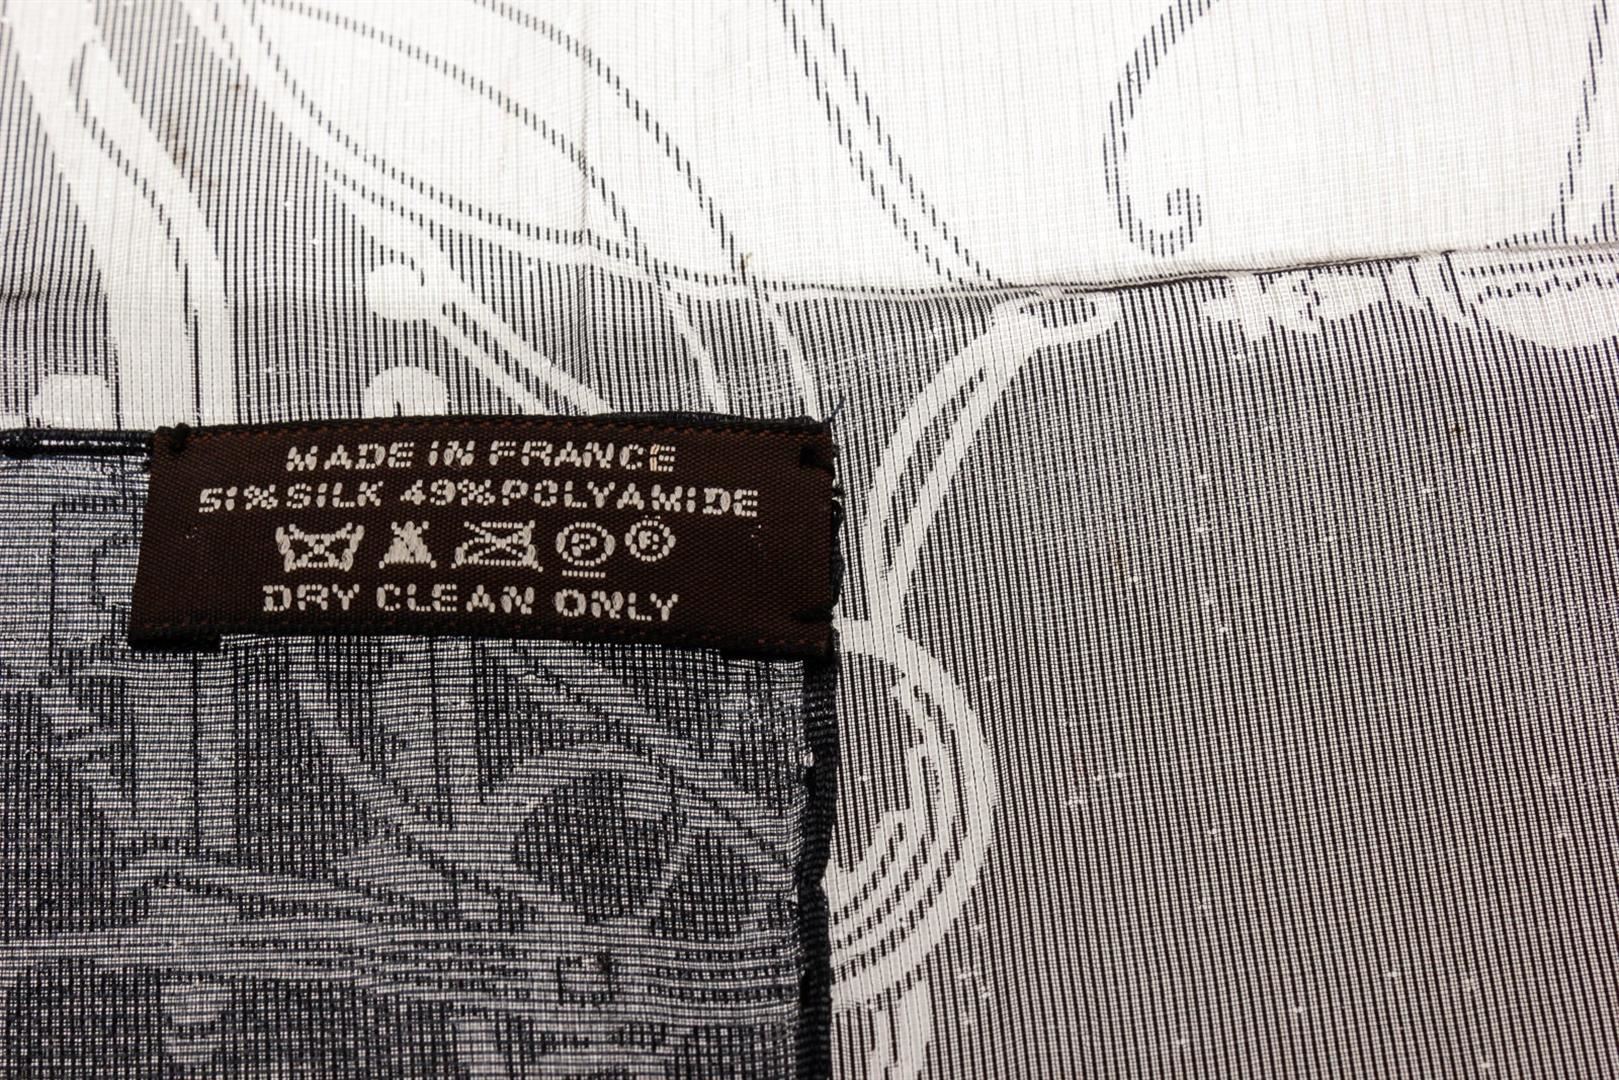 MADE IN FRANCE
51%SILK 49%POLYAMIDE
P R
DRY CLEAN ONLY